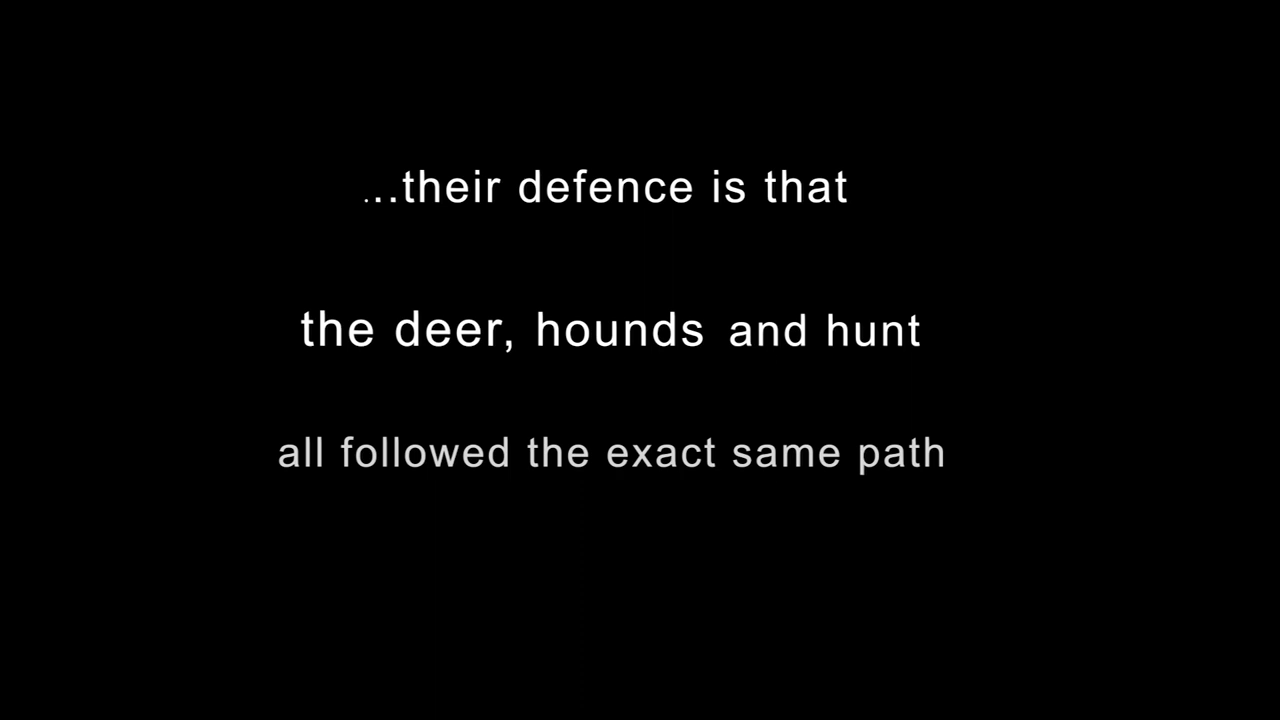 ...their defence is that
the deer, hounds and hunt
all followed the exact same path